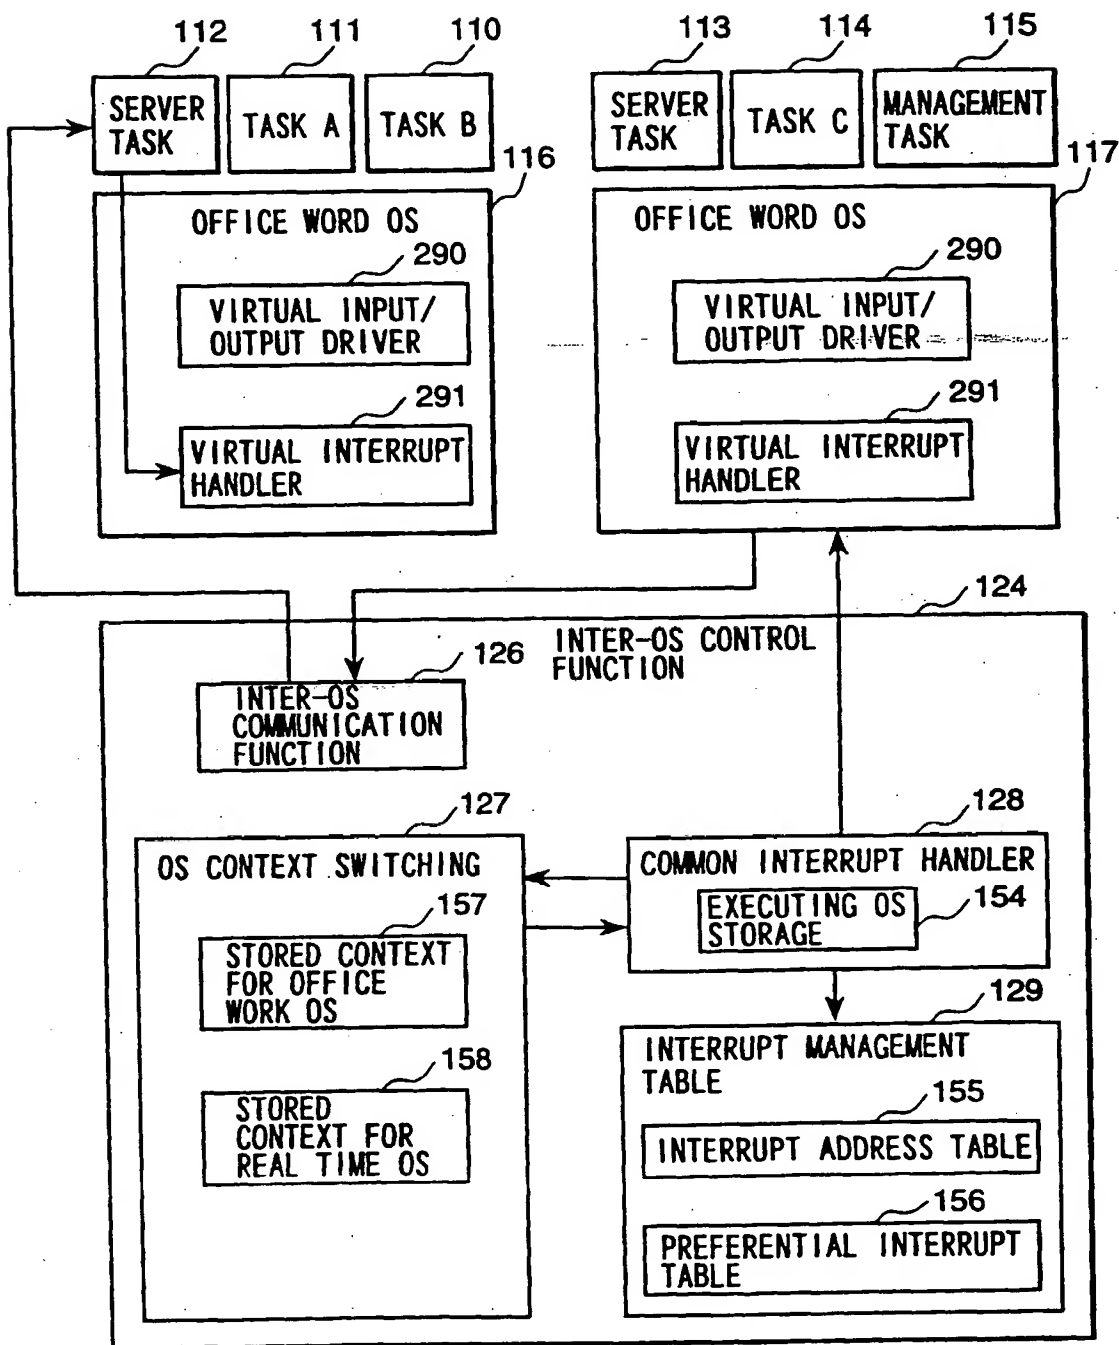 112 111 110 113 114 115
SERVER
TASK
TASK A
TASK B
SERVER
TASK
TASK C
MANAGEMENT
TASK
116
117
OFFICE WORD OS
290
VIRTUAL INPUT/
OUTPUT DRIVER
291
VIRTUAL INTERRUPT
HANDLER
OFFICE WORD OS
290
VIRTUAL INPUT/
OUTPUT DRIVER
291
VIRTUAL INTERRUPT
HANDLER
124
INTER-OS CONTROL
FUNCTION
126
INTER-OS
COMMUNICATION
FUNCTION
127
OS CONTEXT SWITCHING
157
STORED CONTEXT
FOR OFFICE
WORK OS
158
STORED
CONTEXT FOR
REAL TIME OS
128
COMMON INTERRUPT HANDLER
EXECUTING OS
STORAGE
154
129
INTERRUPT MANAGEMENT
TABLE
155
INTERRUPT ADDRESS TABLE
156
PREFERENTIAL INTERRUPT
TABLE